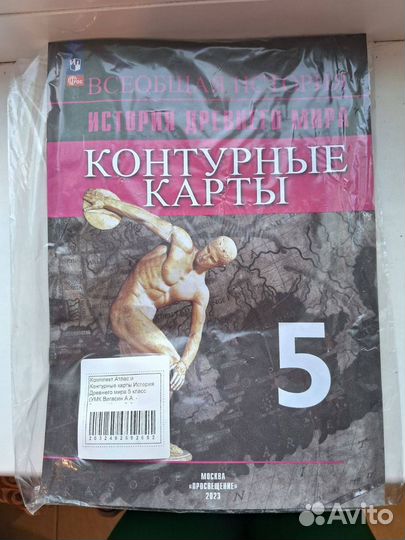 ВСЕОБЩАЯ ИСТОРИЯ
ИСТОРИЯ ДРЕВНЕГО МИРА
КОНТУРНЫЕ
КАРТЫ
5
Комплект Атлас и
Контурные карты История
Древнего мира 5 класс
(УМК Вигасин А.А. -
МОСКВА
«ПРОСВЕЩЕНИЕ»
2023
Avito